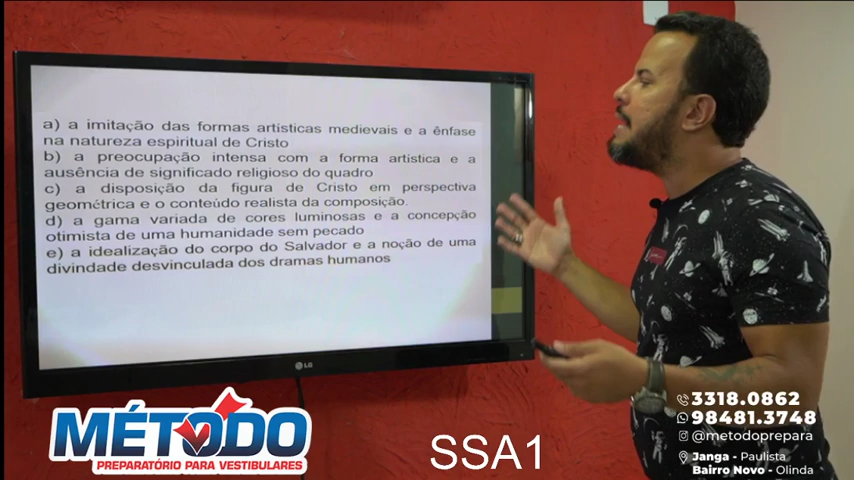 a) a imitação das formas artísticas medievais e a ênfase
na natureza espiritual de Cristo
b) a preocupação intensa com a forma artística e a
ausência de significado religioso do quadro
c) a disposição da figura de Cristo em perspectiva
geométrica e o conteúdo realista da composição.
d) a gama variada de cores luminosas e a concepção
otimista de uma humanidade sem pecado
e) a idealização do corpo do Salvador e a noção de uma
divindade desvinculada dos dramas humanos
LG
MÉTODO
PREPARATÓRIO PARA VESTIBULARES
SSA1
3318.0862
98481.3748
@metodoprepara
Janga - Paulista
Bairro Novo - Olinda